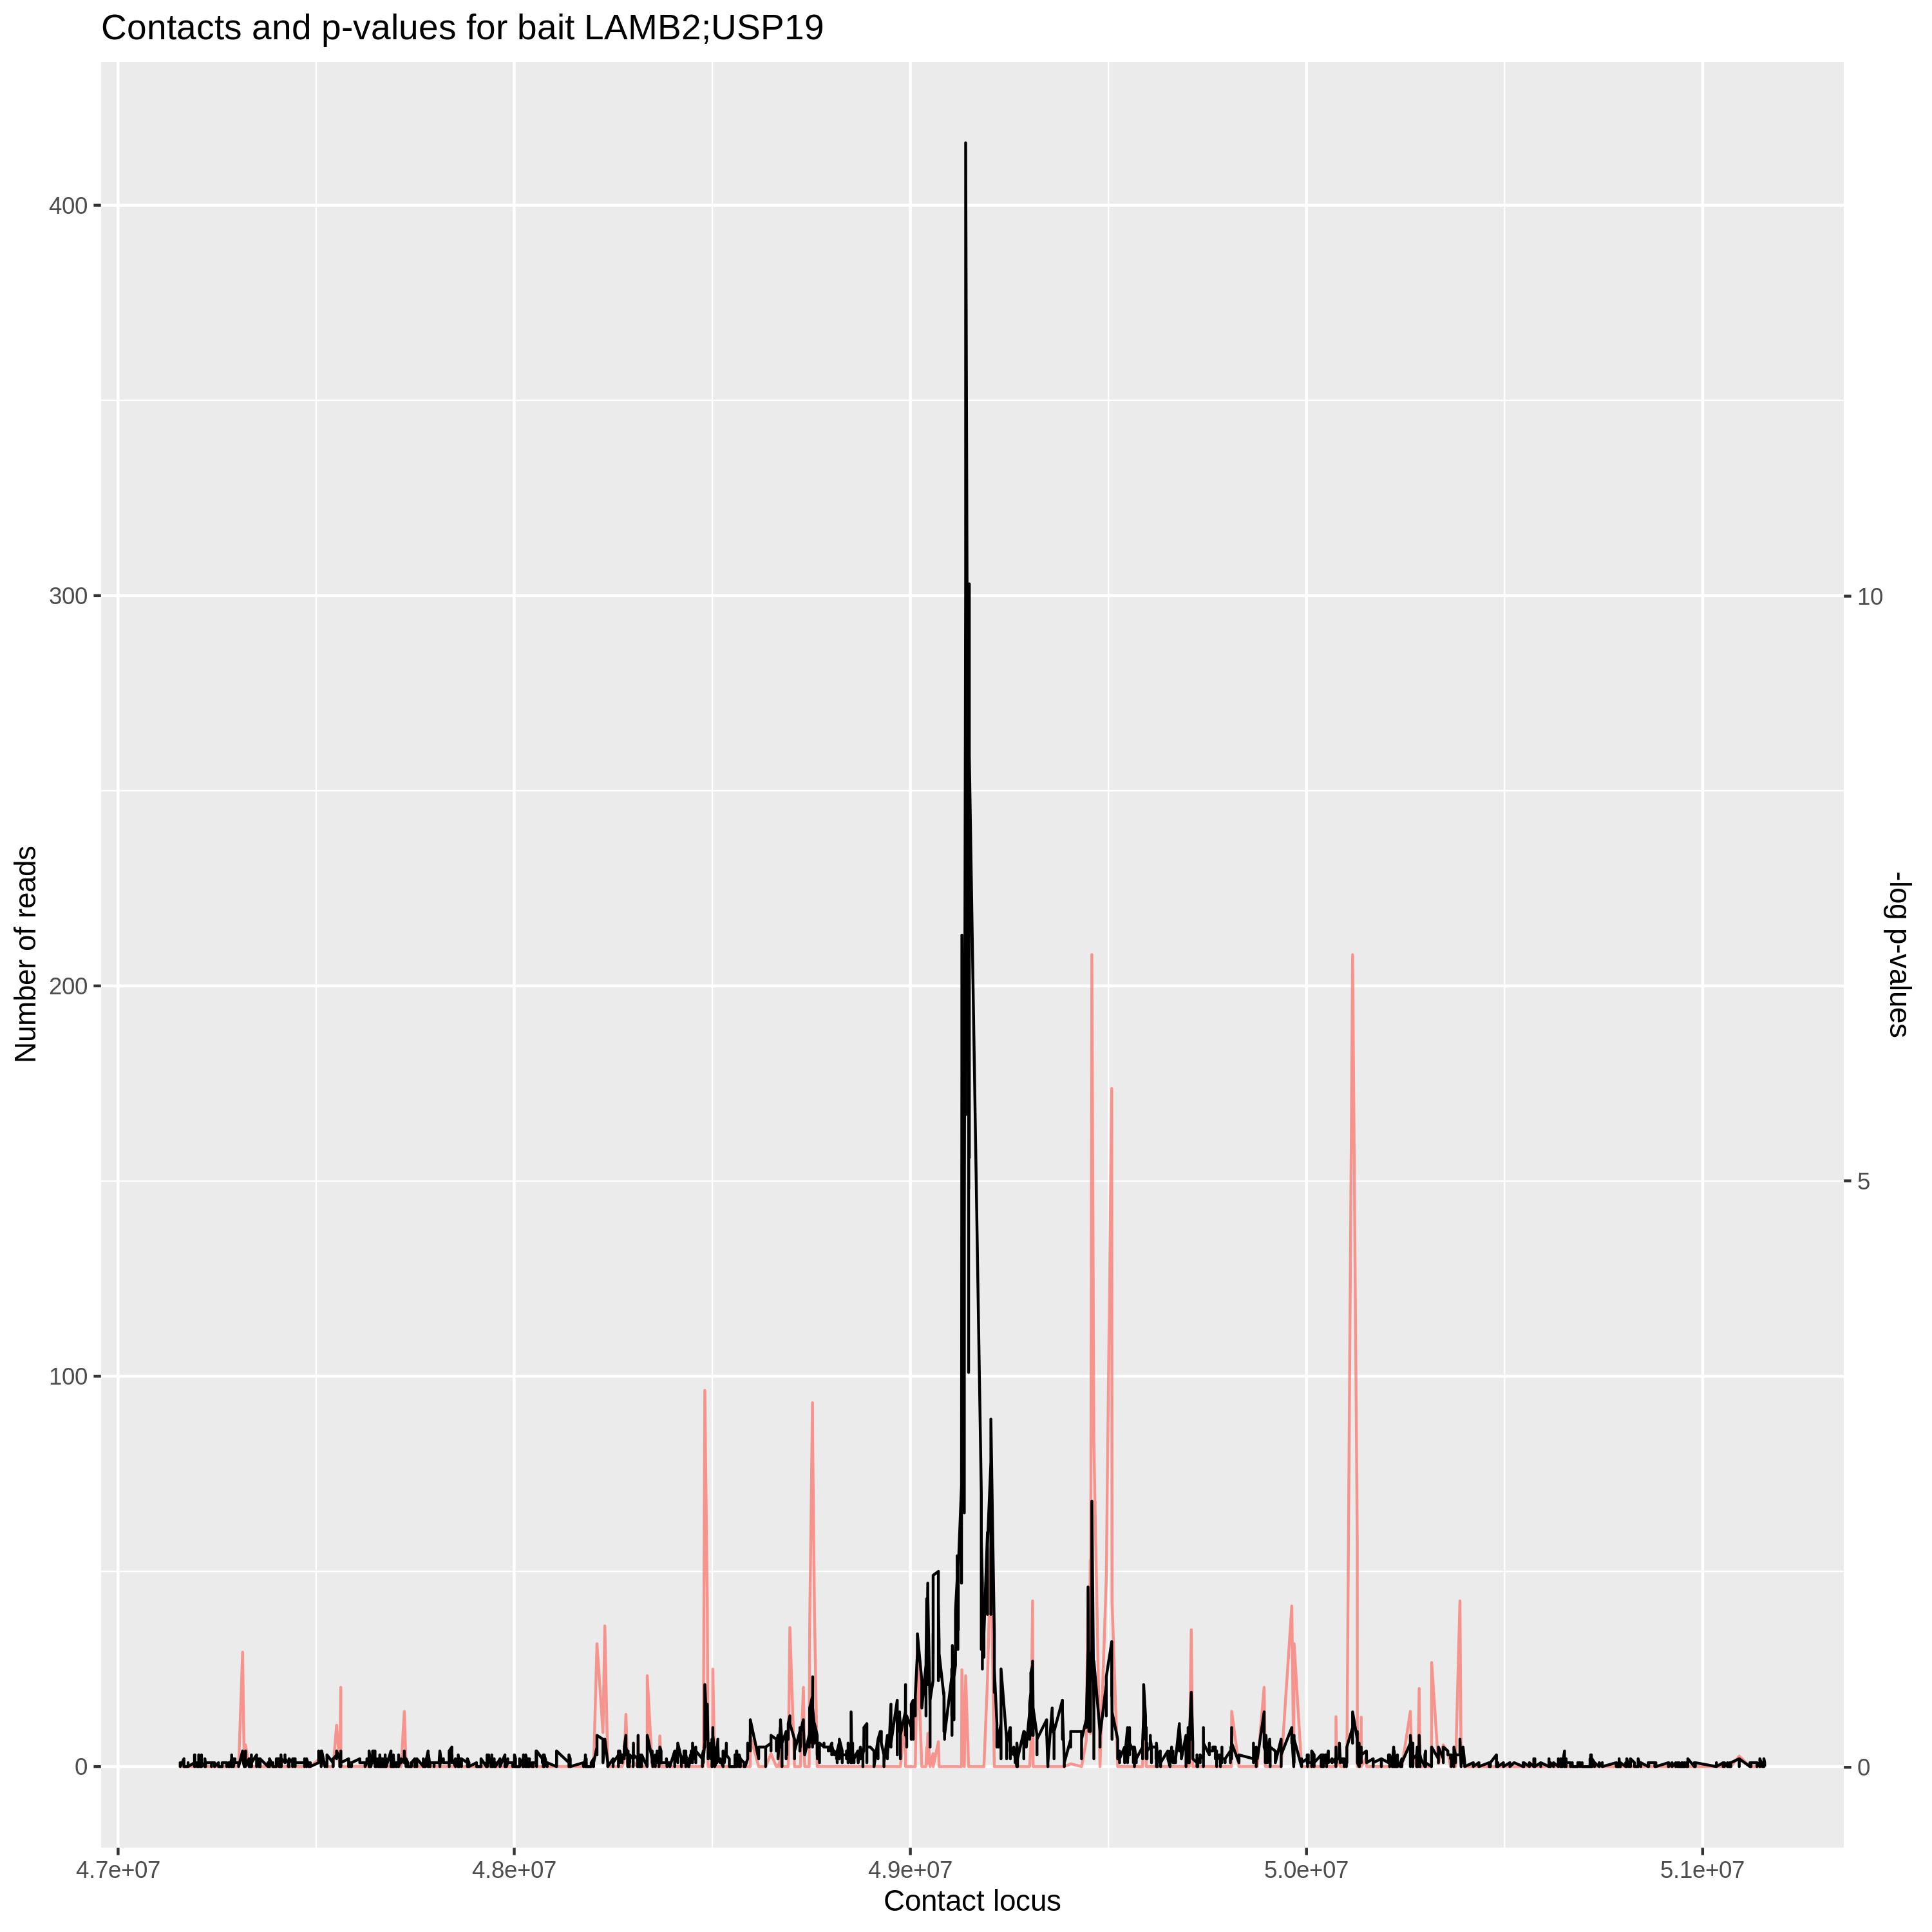 Contacts and p-values for bait LAMB2;USP19
Number of reads
400
300
200
100
0
10
5
0
-log p-values
4.7e+07
4.8e+07
4.9e+07
5.0e+07
5.1e+07
Contact locus